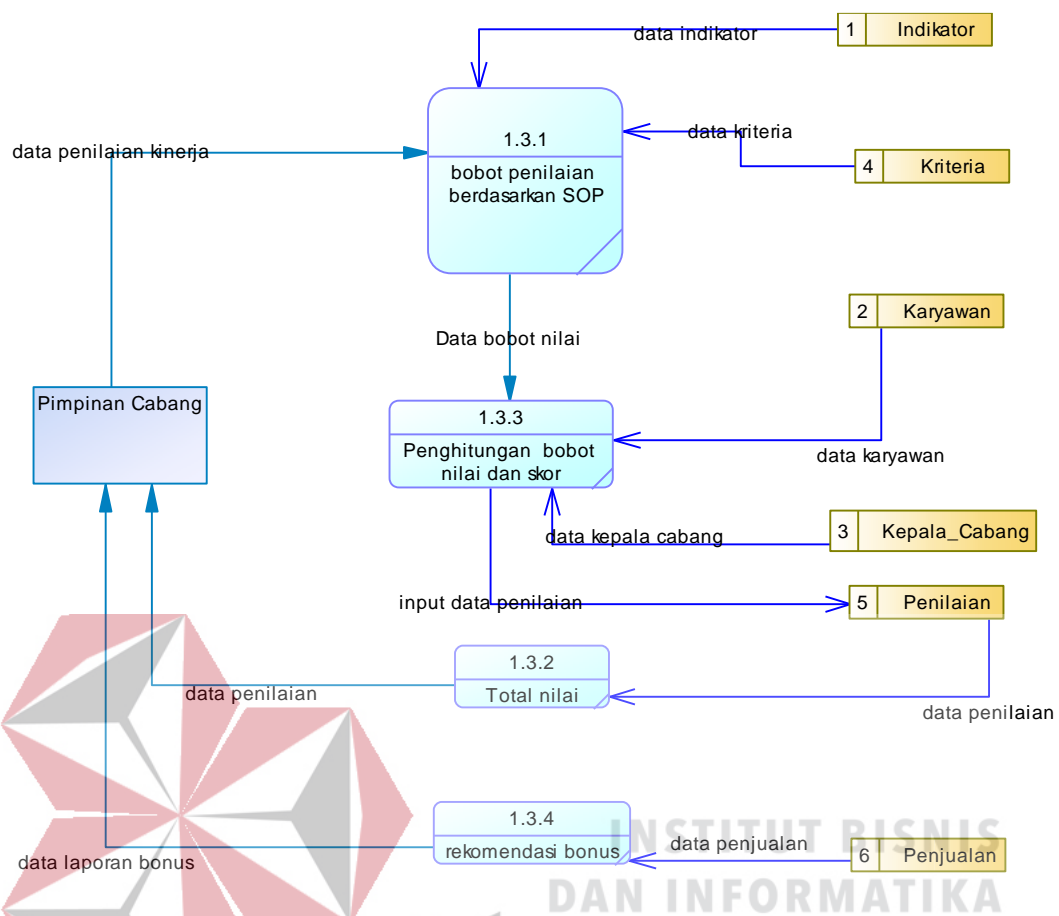 data indikator
1 Indikator
1.3.1
bobot penilaian
berdasarkan SOP
data penilaian kinerja
data kriteria
4 Kriteria
2 Karyawan
Data bobot nilai
Pimpinan Cabang
1.3.3
Penghitungan bobot
nilai dan skor
data karyawan
data kepala cabang
3 Kepala_Cabang
input data penilaian
5 Penilaian
1.3.2
Total nilai
data penilaian
data penilaian
1.3.4
rekomendasi bonus
data penjualan
6 Penjualan
data laporan bonus
INSTITUT BISNIS
DAN INFORMATIKA